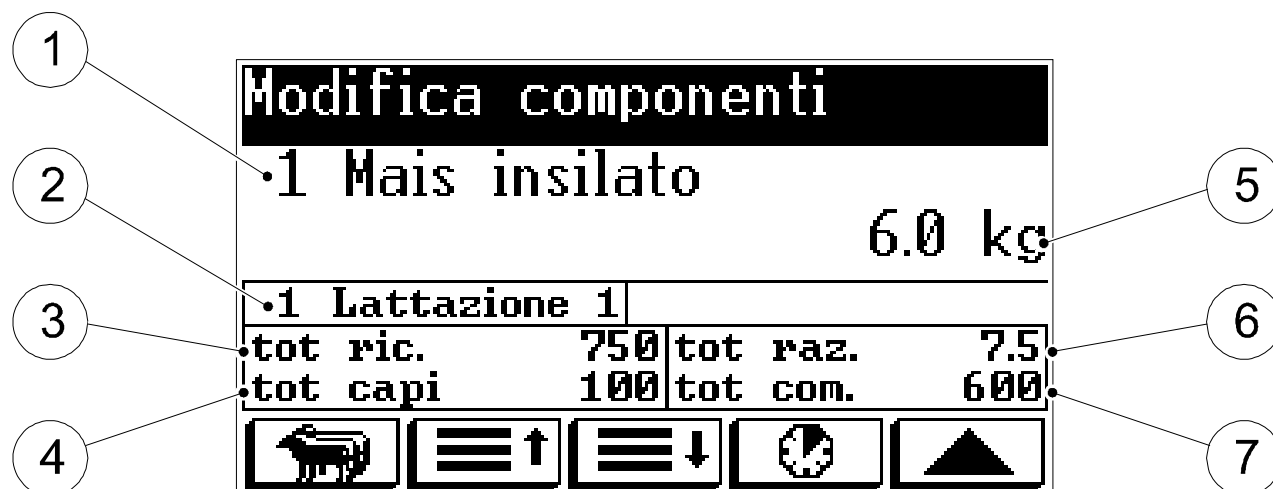 1
Modifica componenti
1 Mais insilato
2
5
6.0 kg
1 Lattazione 1
3
6
tot ric. 750 tot raz. 7.5
tot capi 100 tot com. 600
4
7